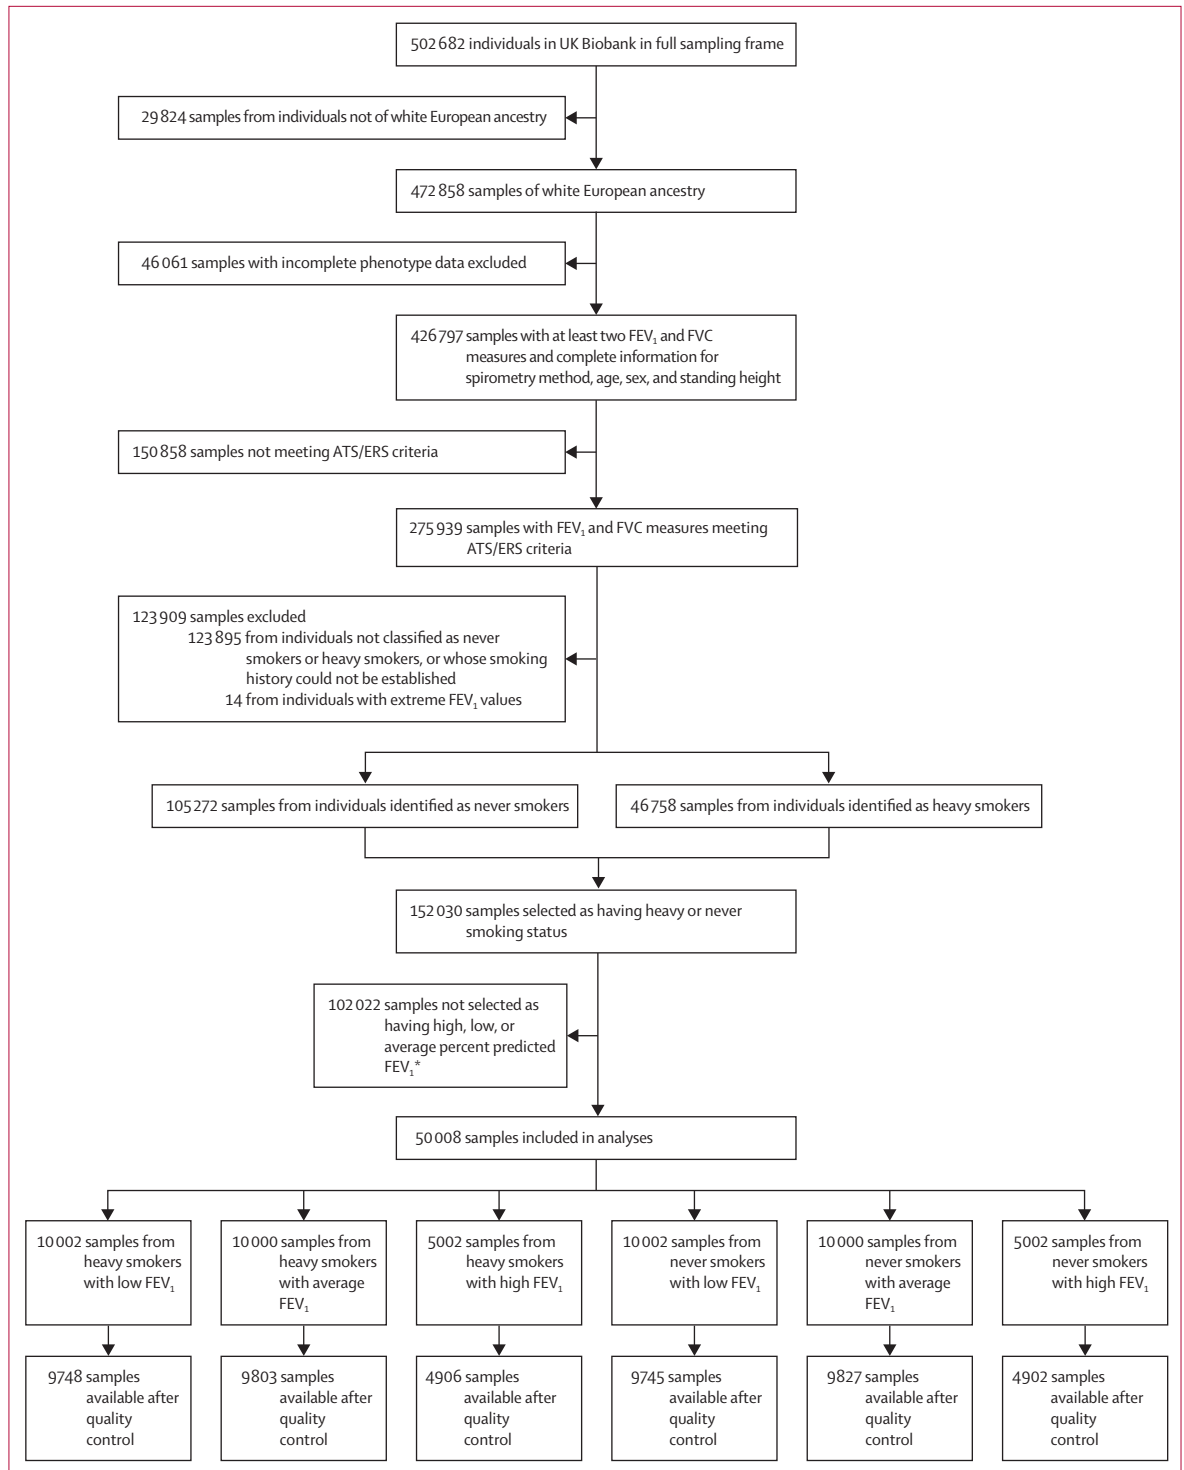 502 682 individuals in UK Biobank in full sampling frame
29 824 samples from individuals not of white European ancestry
472 858 samples of white European ancestry
46 061 samples with incomplete phenotype data excluded
426 797 samples with at least two FEV₁ and FVC
measures and complete information for
spirometry method, age, sex, and standing height
150 858 samples not meeting ATS/ERS criteria
275 939 samples with FEV₁ and FVC measures meeting
ATS/ERS criteria
123 909 samples excluded
123 895 from individuals not classified as never
smokers or heavy smokers, or whose smoking
history could not be established
14 from individuals with extreme FEV₁ values
105 272 samples from individuals identified as never smokers
46 758 samples from individuals identified as heavy smokers
152 030 samples selected as having heavy or never
smoking status
102 022 samples not selected as
having high, low, or
average percent predicted
FEV₁*
50 008 samples included in analyses
10 002 samples from
heavy smokers
with low FEV₁
10 000 samples from
heavy smokers
with average
FEV₁
5002 samples from
heavy smokers
with high FEV₁
10 002 samples from
never smokers
with low FEV₁
10 000 samples from
never smokers
with average
FEV₁
5002 samples from
never smokers
with high FEV₁
9748 samples
available after
quality
control
9803 samples
available after
quality
control
4906 samples
available after
quality
control
9745 samples
available after
quality
control
9827 samples
available after
quality
control
4902 samples
available after
quality
control